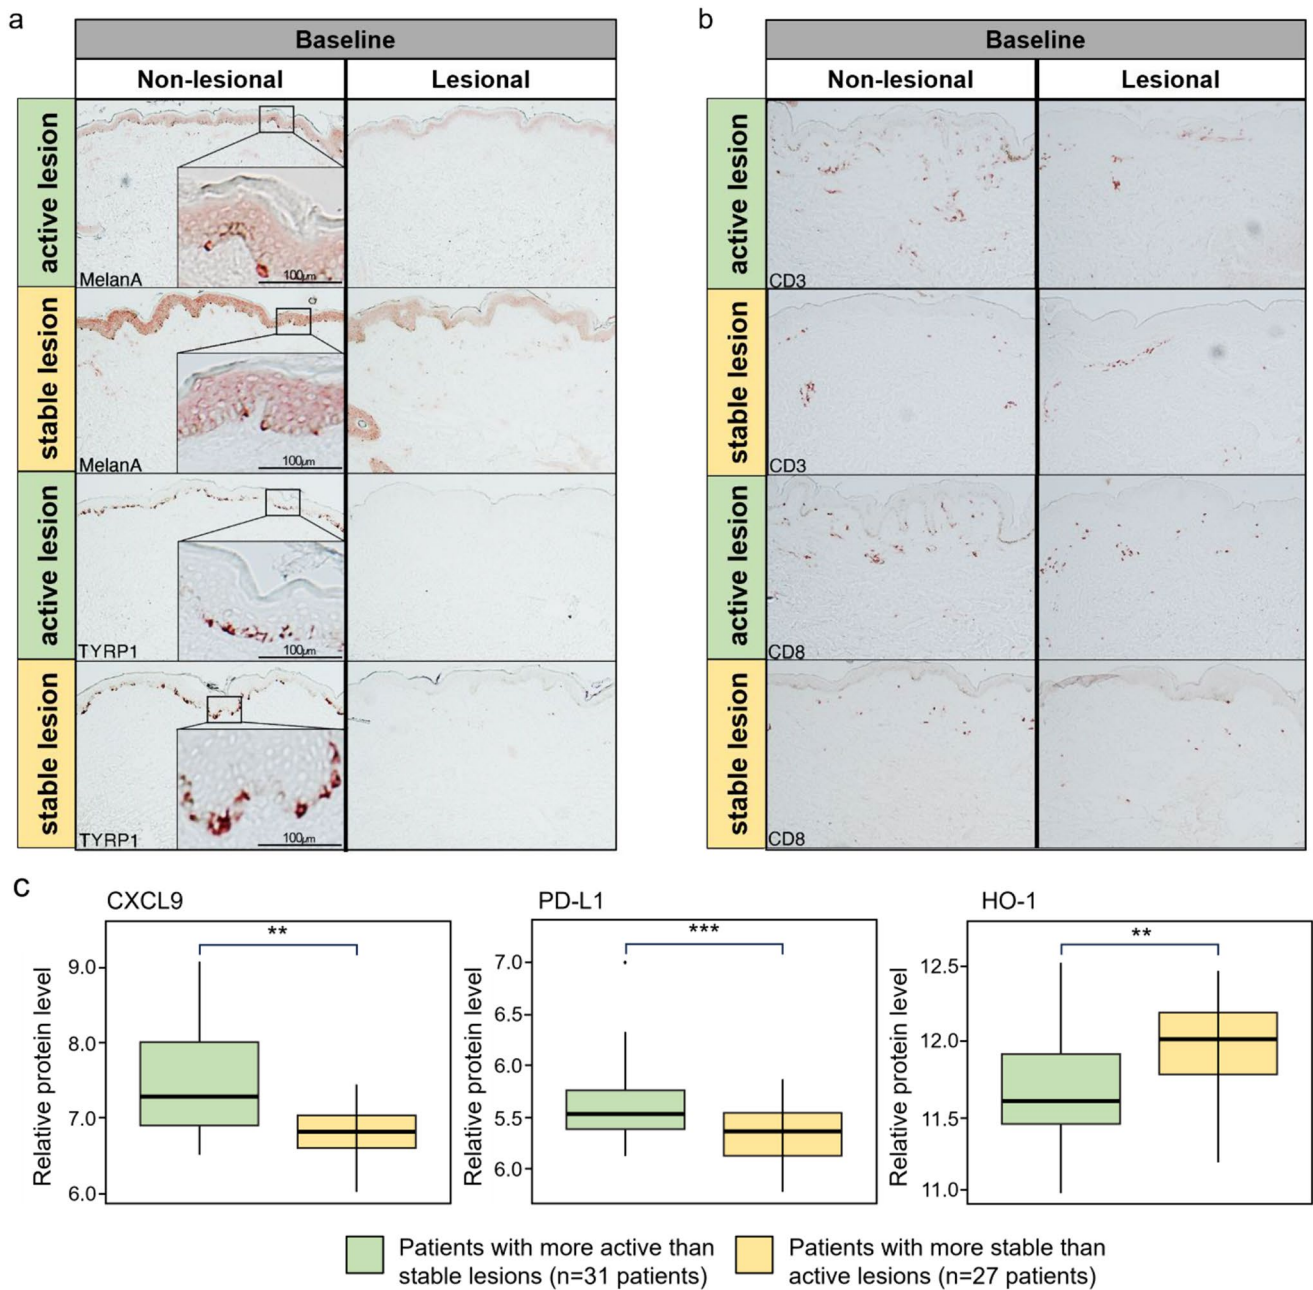 a
Baseline
Non-lesional Lesional
active lesion
100μm
MelanA
stable lesion
100μm
MelanA
active lesion
100μm
TYRP1
stable lesion
100μm
TYRP1
b
Baseline
Non-lesional Lesional
active lesion
CD3
stable lesion
CD3
active lesion
CD8
stable lesion
CD8
c
CXCL9
**
Relative protein level
9.0
8.0
7.0
6.0
PD-L1
***
Relative protein level
7.0
6.5
6.0
5.5
6.0
HO-1
**
Relative protein level
12.5
12.0
11.5
11.0
Patients with more active than
stable lesions (n=31 patients)
Patients with more stable than
active lesions (n=27 patients)